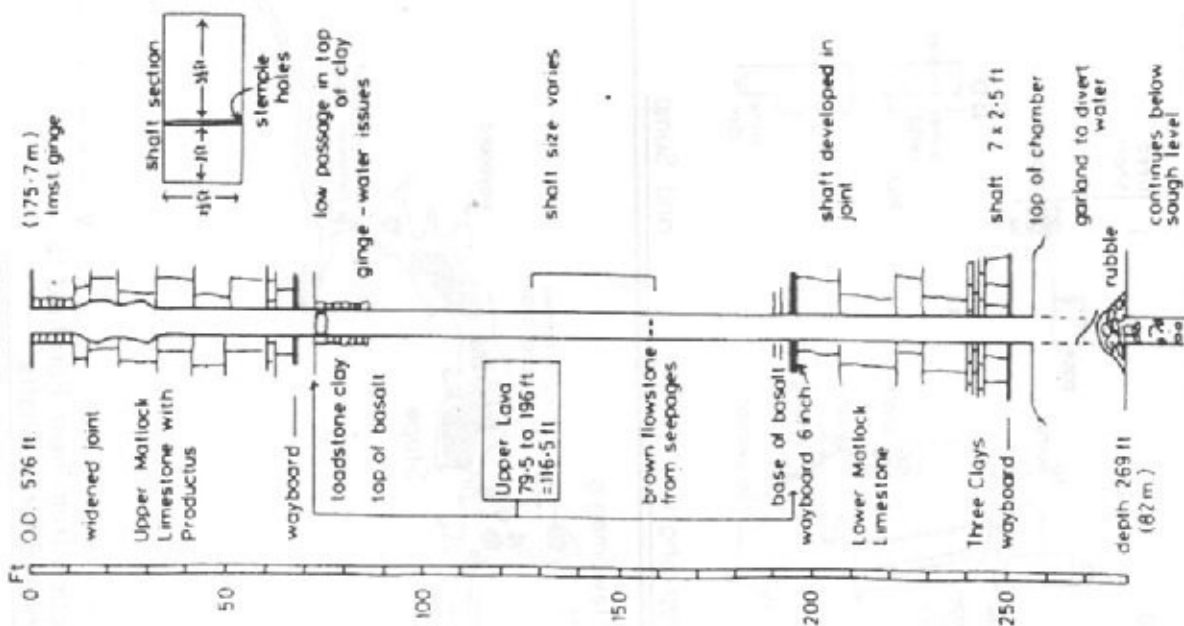 Ft
0
50
100
150
200
250
O.D. 576 ft
(175·7 m)
lmst ginge
widened joint
Upper Matlock
Limestone with
Productus
wayboard
toadstone clay
top of basalt
Upper Lava
79·5 to 196 ft
=116·5 ft
brown flowstone
from seepages
base of basalt
wayboard 6 inch
Lower Matlock
Limestone
Three Clays
wayboard
depth 269 ft
(82m)
shaft section
stemple
holes
low passage in top
of clay
ginge - water issues
shaft size varies
shaft developed in
joint
shaft 7 x 2·5 ft
top of chamber
garland to divert
water
rubble
continues below
sough level